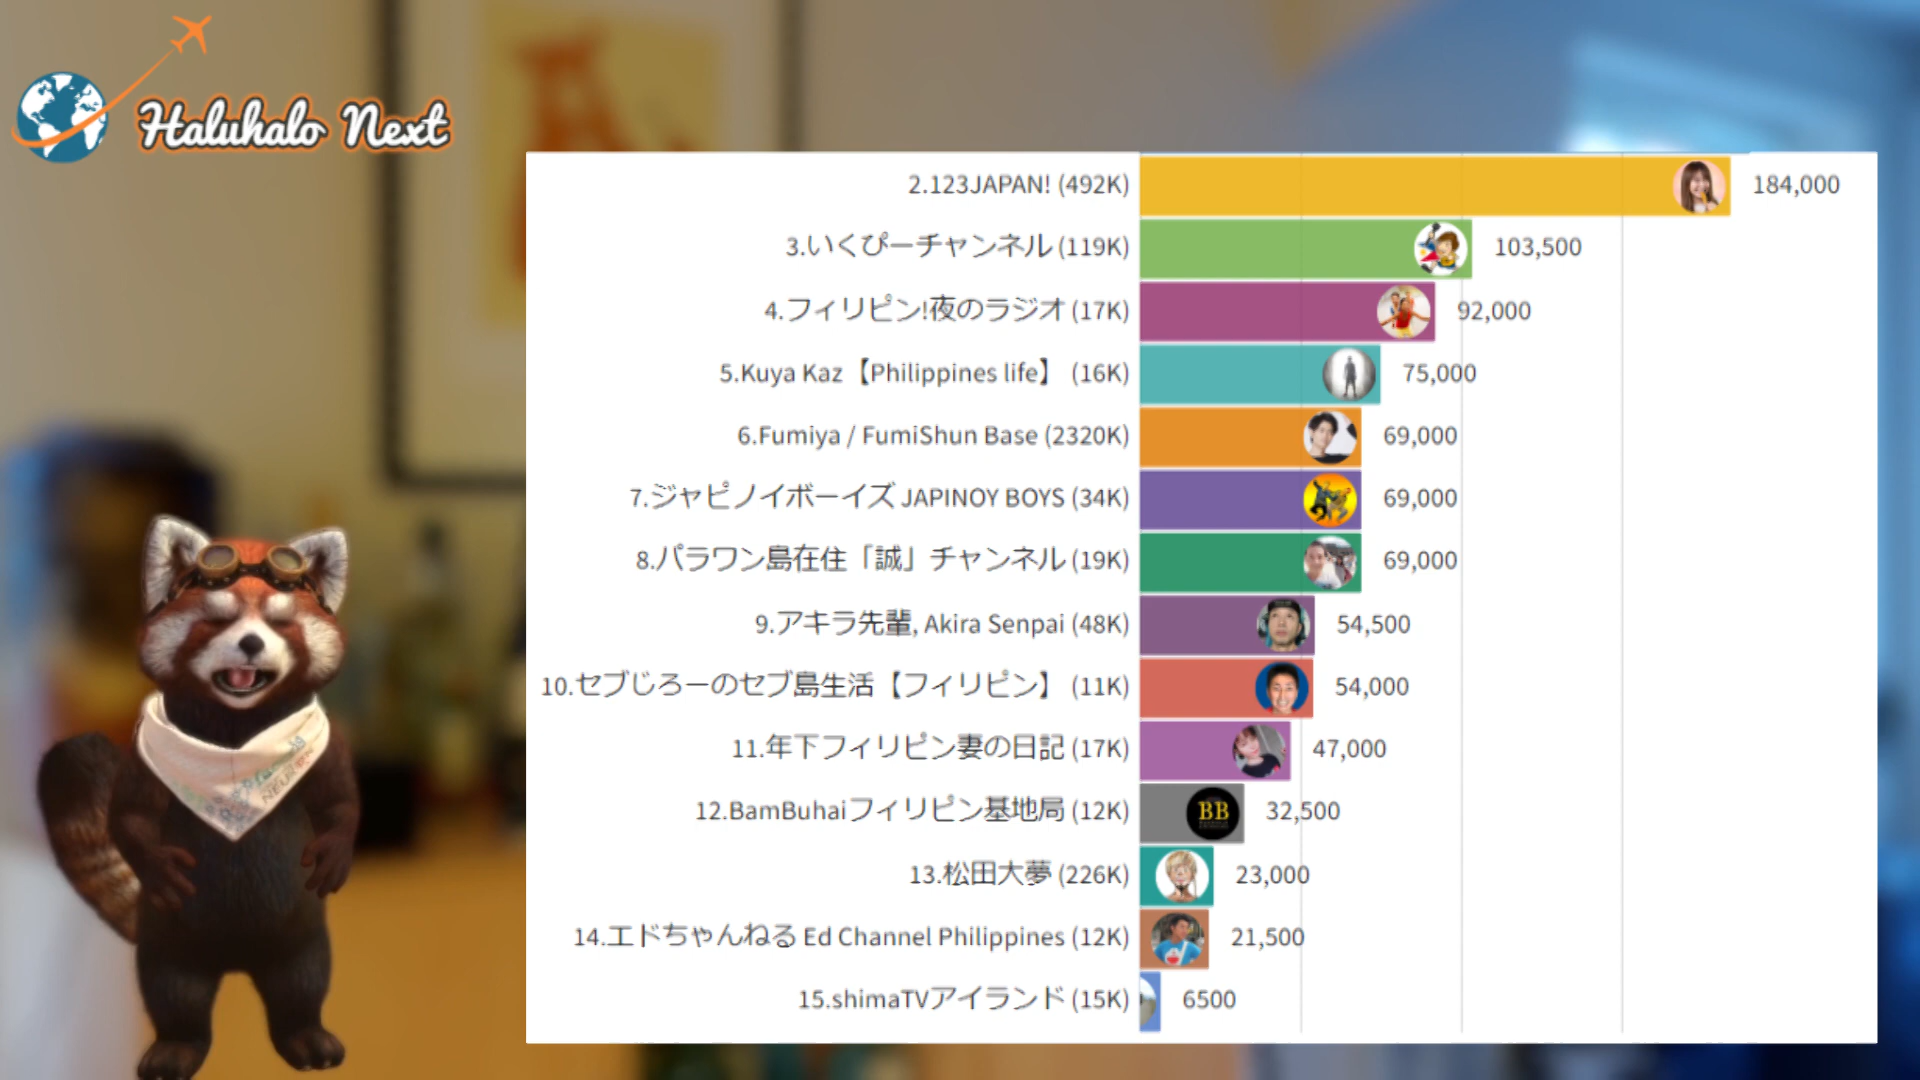 Haluhalo Next
2.123JAPAN! (492K) 184,000
3.いくぴーチャンネル (119K) 103,500
4.フィリピン!夜のラジオ (17K) 92,000
5.Kuya Kaz【Philippines life】 (16K) 75,000
6.Fumiya / FumiShun Base (2320K) 69,000
7.ジャピノイボーイズ JAPINOY BOYS (34K) 69,000
8.パラワン島在住「誠」チャンネル (19K) 69,000
9.アキラ先輩, Akira Senpai (48K) 54,500
10.セブじろーのセブ島生活【フィリピン】 (11K) 54,000
11.年下フィリピン妻の日記 (17K) 47,000
12.BamBuhaiフィリピン基地局 (12K) BB 32,500
13.松田大夢 (226K) 23,000
14.エドちゃんねる Ed Channel Philippines (12K) 21,500
15.shimaTVアイランド (15K) 6500